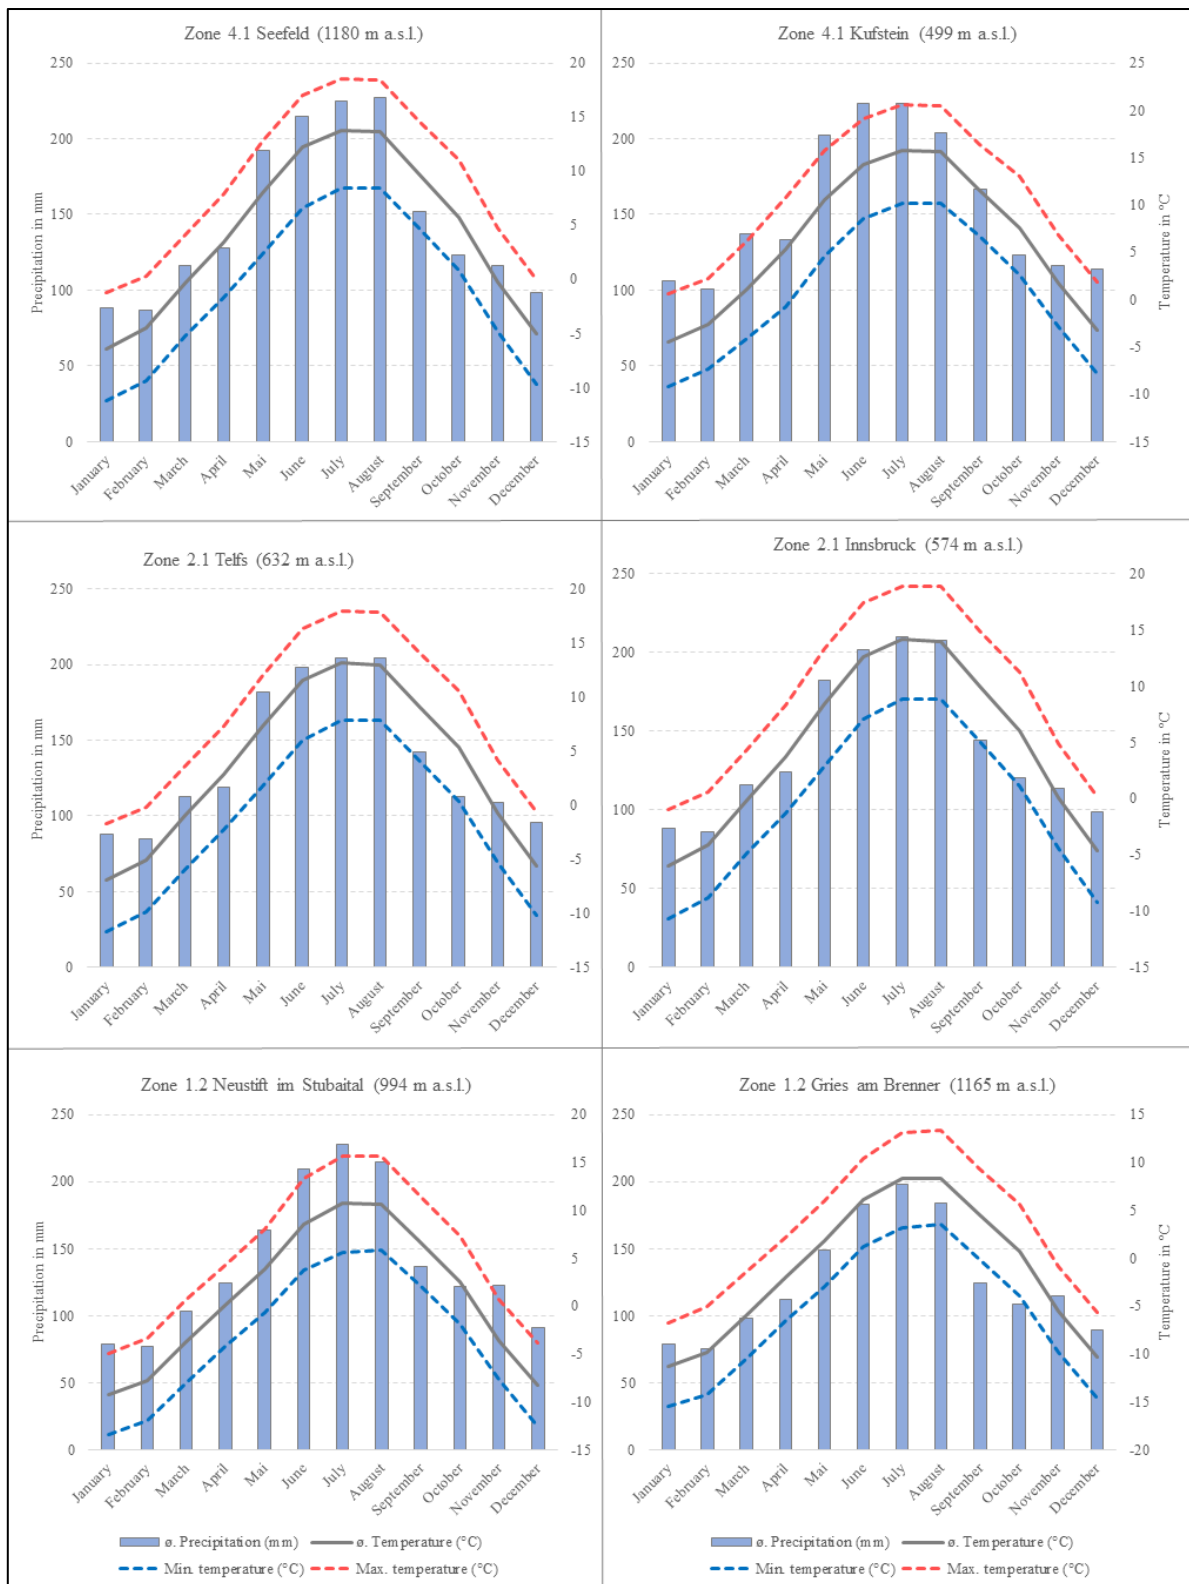 Zone 4.1 Seefeld (1180 m a.s.l.)
250
200
150
100
50
0
Precipitation in mm
20
15
10
5
0
-5
-10
-15
January
February
March
April
Mai
June
July
August
September
October
November
December
Zone 4.1 Kufstein (499 m a.s.l.)
250
200
150
100
50
0
25
20
15
10
5
0
-5
-10
-15
Temperature in °C
January
February
March
April
Mai
June
July
August
September
October
November
December
Zone 2.1 Telfs (632 m a.s.l.)
250
200
150
100
50
0
Precipitation in mm
20
15
10
5
0
-5
-10
-15
January
February
March
April
Mai
June
July
August
September
October
November
December
Zone 2.1 Innsbruck (574 m a.s.l.)
250
200
150
100
50
0
20
15
10
5
0
-5
-10
-15
Temperature in °C
January
February
March
April
Mai
June
July
August
September
October
November
December
Zone 1.2 Neustift im Stubaital (994 m a.s.l.)
250
200
150
100
50
0
Precipitation in mm
20
15
10
5
0
-5
-10
-15
January
February
March
April
Mai
June
July
August
September
October
November
December
ø. Precipitation (mm) ø. Temperature (°C)
Min. temperature (°C) Max. temperature (°C)
Zone 1.2 Gries am Brenner (1165 m a.s.l.)
250
200
150
100
50
0
15
10
5
0
-5
-10
-15
-20
Temperature in °C
January
February
March
April
Mai
June
July
August
September
October
November
December
ø. Precipitation (mm) ø. Temperature (°C)
Min. temperature (°C) Max. temperature (°C)